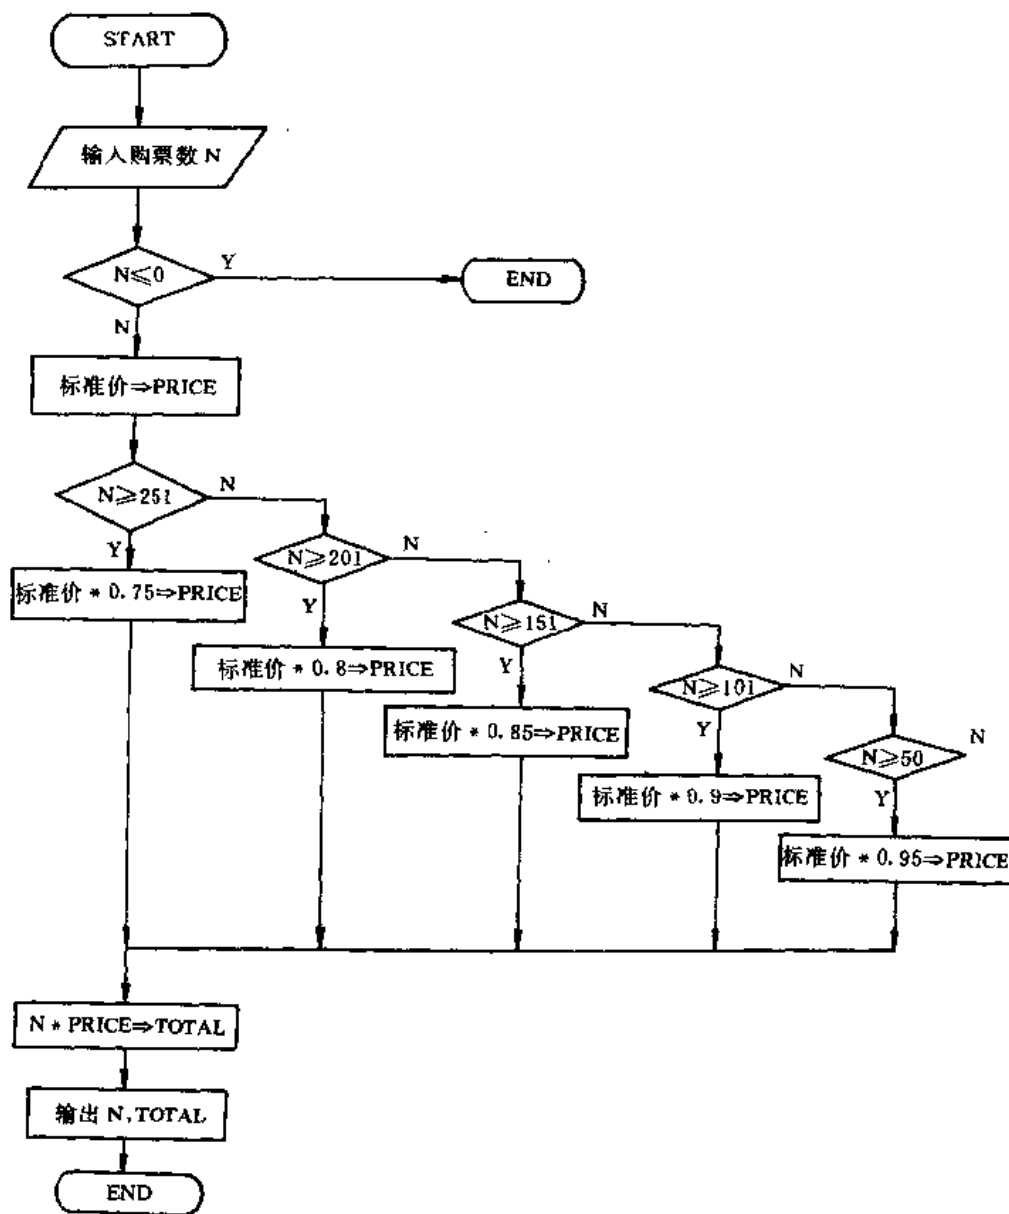 START
输入购票数 N
N≤0
Y
END
N
标准价⇒PRICE
N≥251
N
Y
N≥201
N
标准价*0.75⇒PRICE
Y
N≥151
N
标准价*0.8⇒PRICE
Y
N≥101
N
标准价*0.85⇒PRICE
Y
N≥50
N
标准价*0.9⇒PRICE
Y
标准价*0.95⇒PRICE
N*PRICE⇒TOTAL
输出 N,TOTAL
END